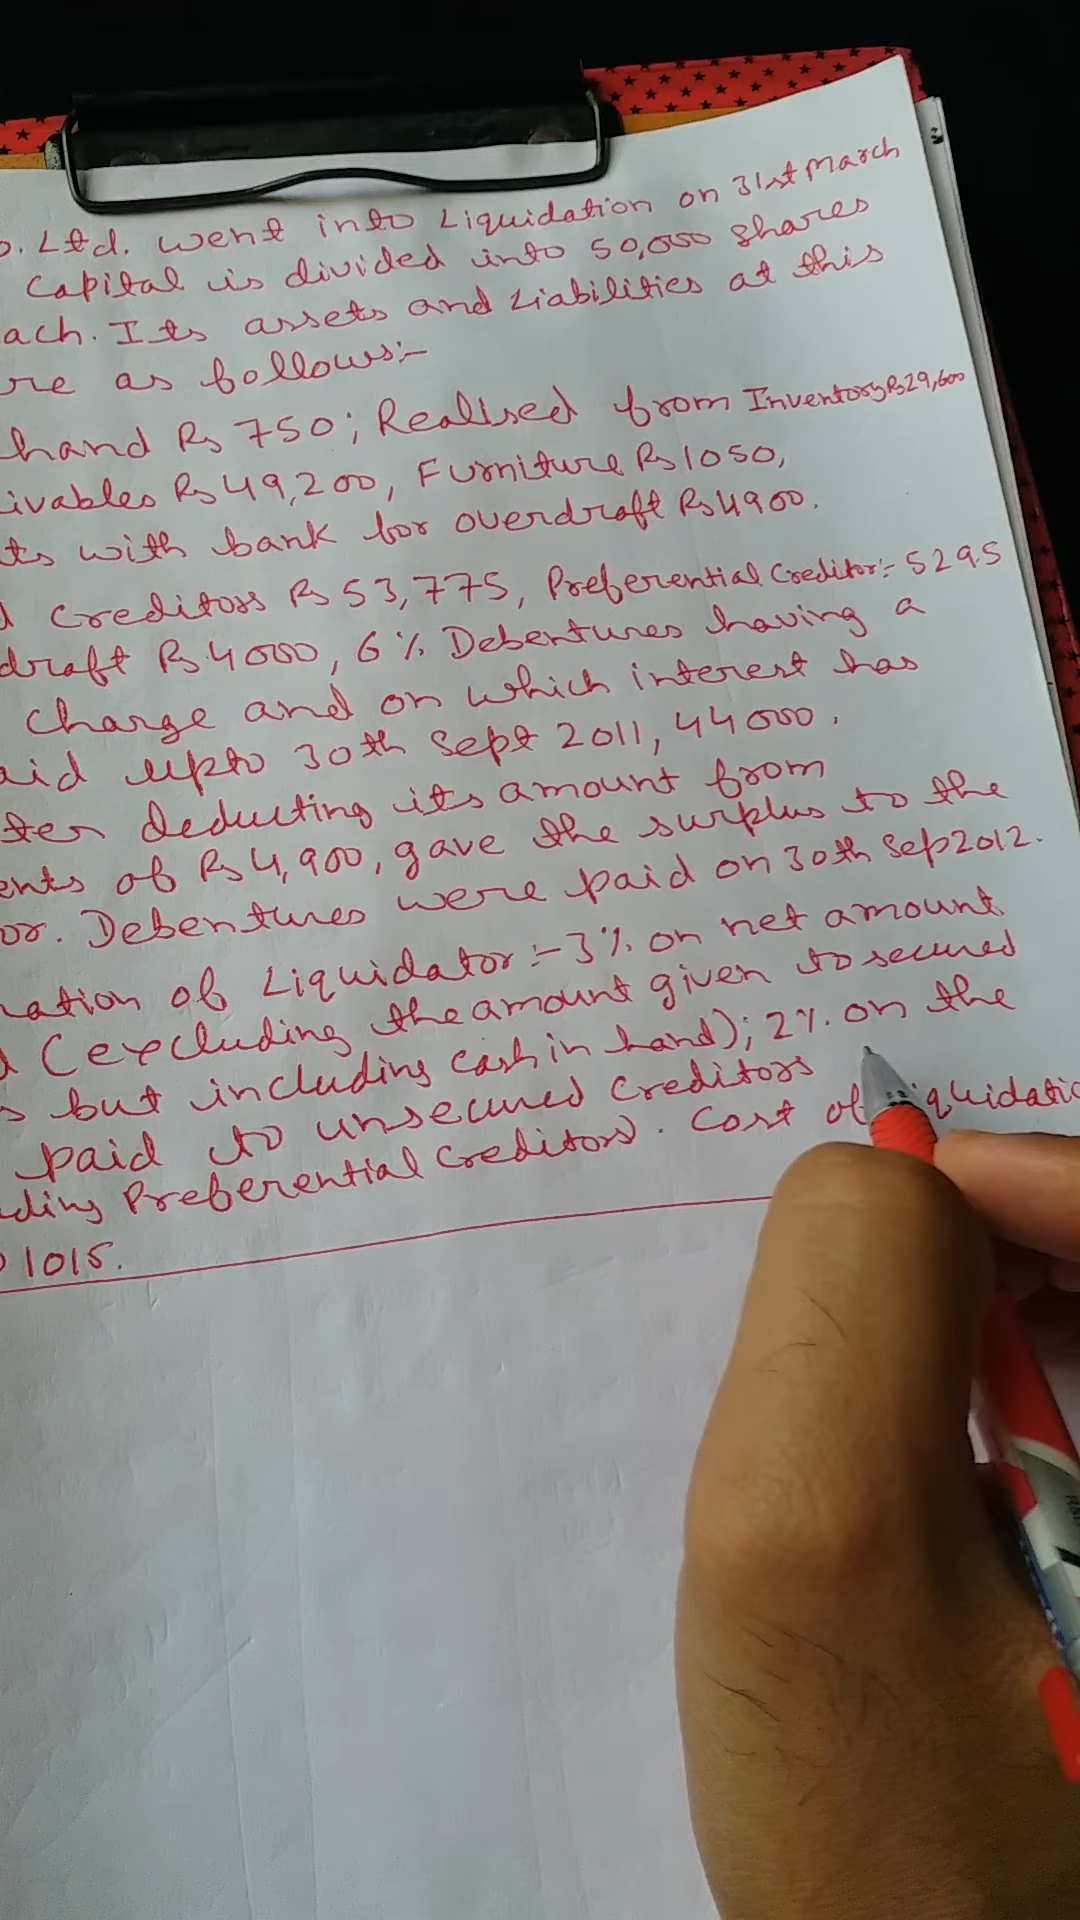 o. Ltd. went into Liquidation on 31st March
Capital is divided into 50,000 shares
ach. Its assets and Liabilities at this
re as follows:-
hand Rs 750; Realised from Inventory Rs 29,600
ivables Rs 49,200, Furniture Rs 1050,
ts with bank for overdraft Rs 4900.
d Creditors Rs 53,775, Preferential Creditor:- 5295
draft Rs. 4000, 6% Debentures having a
charge and on which interest has
aid upto 30th Sept 2011, 44000.
ter deducting its amount from
ents of Rs 4,900, gave the surplus to the
or. Debentures were paid on 30th Sep 2012.
ration of Liquidator:- 3% on net amount
d (excluding the amount given to secured
s but including cash in hand); 2% on the
paid to unsecured creditors
ding Preferential Creditors). Cost of iquidatio
1015.